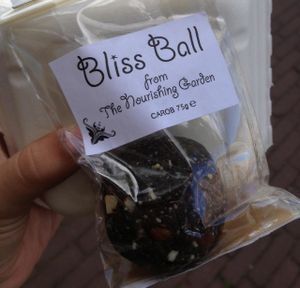 Bliss Ball
from
The Nourishing Garden
CAROB 75g e